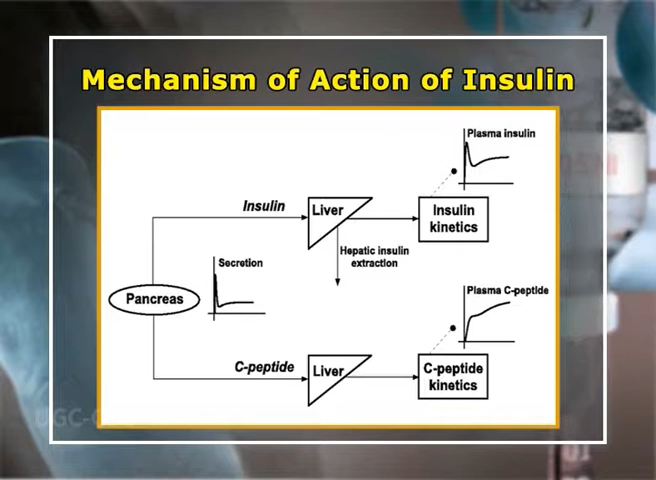 Mechanism of Action of Insulin
Plasma insulin
Insulin
Liver
Insulin
kinetics
Hepatic insulin
extraction
Secretion
Pancreas
Plasma C-peptide
C-peptide
Liver
C-peptide
kinetics